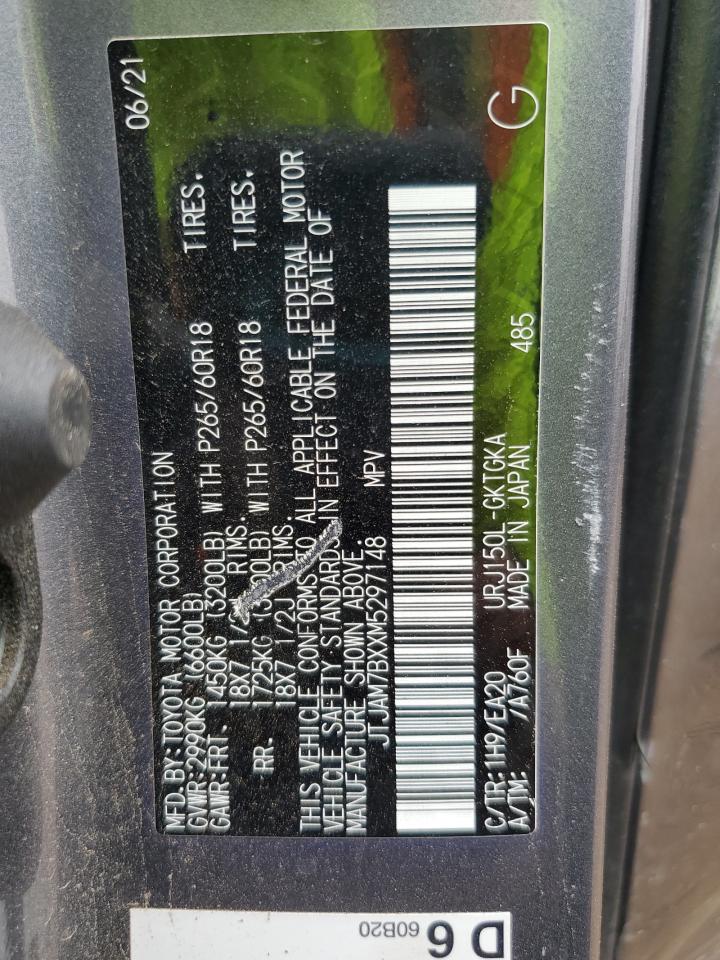 MFD.BY:TOYOTA MOTOR CORPORATION 06/21
GVWR:2990KG (6600LB)
GAWR:FRT. 1450KG (3200LB) WITH P265/60R18 TIRES.
18X7 RIMS.
RR. 1725KG LB) WITH P265/60R18 TIRES.
18X7 1/2J
THIS VEHICLE CONFORMS TO ALL APPLICABLE FEDERAL MOTOR
VEHICLE SAFETY STANDARDS IN EFFECT ON THE DATE OF
MANUFACTURE SHOWN ABOVE.
JTJAM7BXXM5297148 MPV
C/TR:1H9/EA20 URJ150L-GKTGKA
A/TM: /A760F MADE IN JAPAN 485 G
D 6
60B20